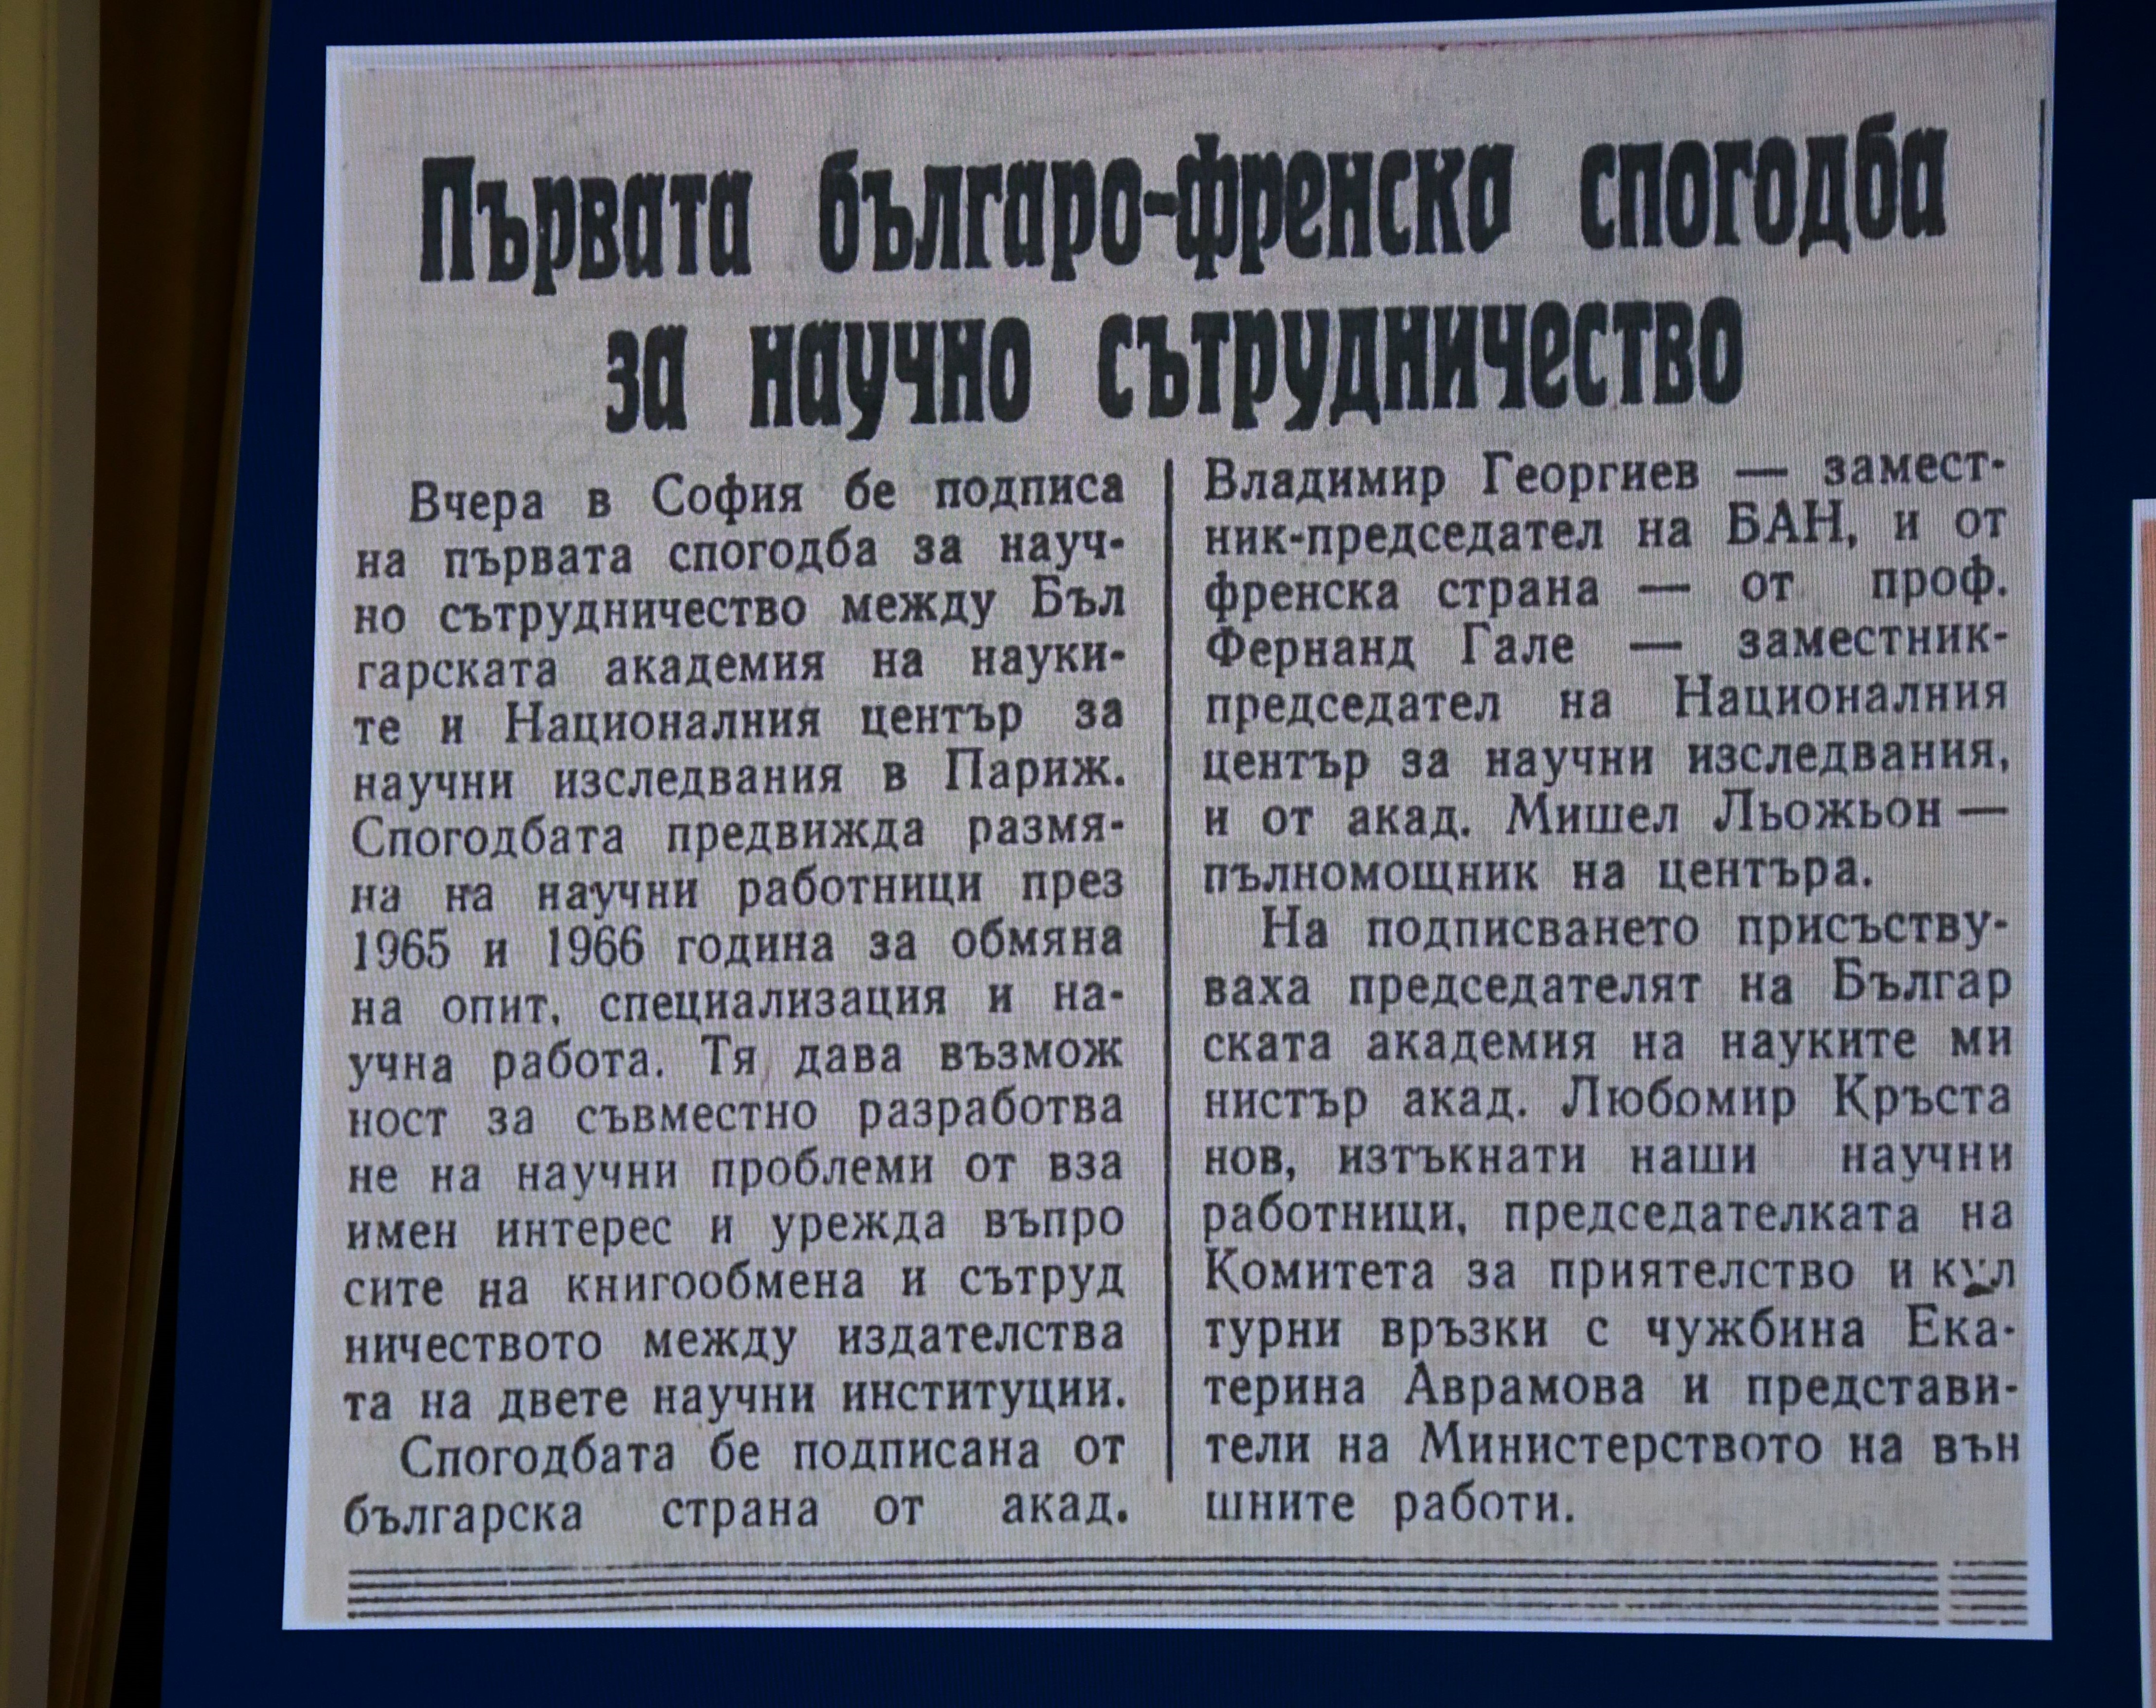 Първата българо-френска спогодба
за научно сътрудничество
Вчера в София бе подписа
на първата спогодба за науч-
но сътрудничество между Бъл
гарската академия на науки-
те и Националния център за
научни изследвания в Париж.
Спогодбата предвижда размя-
на на научни работници през
1965 и 1966 година за обмяна
на опит, специализация и на-
учна работа. Тя дава възмож
ност за съвместно разработва
не на научни проблеми от вза
имен интерес и урежда въпро
сите на книгообмена и сътруд
ничеството между издателства
та на двете научни институции.
Спогодбата бе подписана от
българска страна от акад.
Владимир Георгиев — замест-
ник-председател на БАН, и от
френска страна — от проф.
Фернанд Гале — заместник-
председател на Националния
център за научни изследвания,
и от акад. Мишел Льожьон —
пълномощник на центъра.
На подписването присъству-
ваха председателят на Българ
ската академия на науките ми
нистър акад. Любомир Кръста
нов, изтъкнати наши научни
работници, председателката на
Комитета за приятелство и кул
турни връзки с чужбина Ека-
терина Аврамова и представи-
тели на Министерството на вън
шните работи.